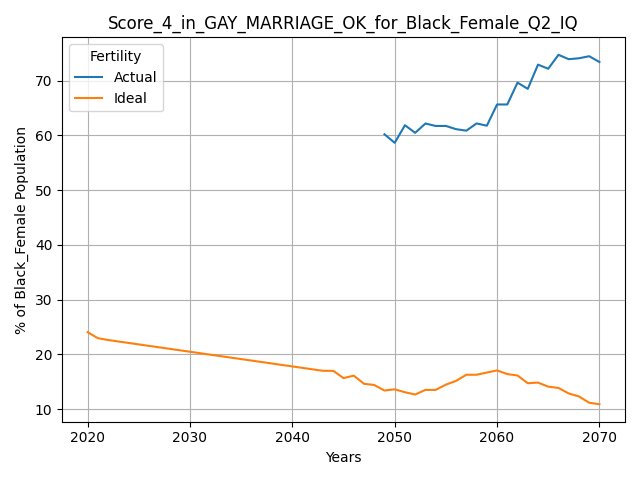 Score_4_in_GAY_MARRIAGE_OK_for_Black_Female_Q2_IQ
Fertility
Actual
Ideal
% of Black_Female Population
70
60
50
40
30
20
10
2020 2030 2040 2050 2060 2070
Years